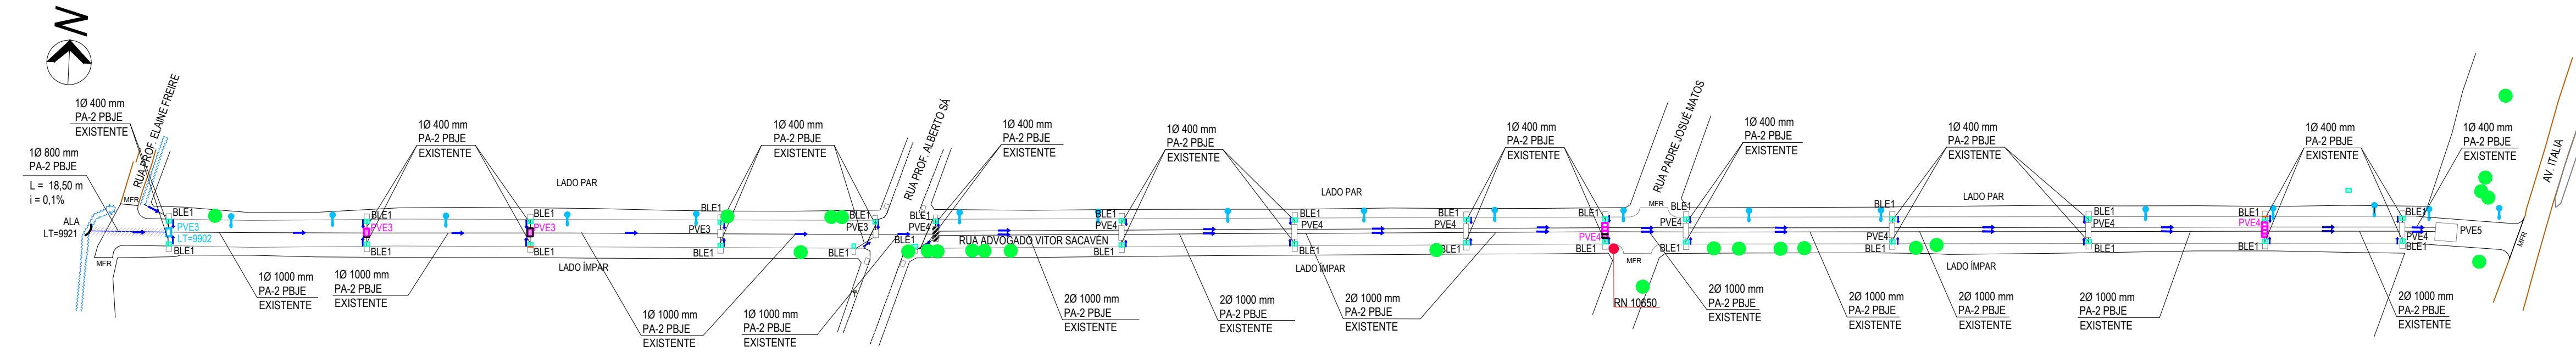 N
1Ø 400 mm
PA-2 PBJE
EXISTENTE
RUA PROF. ELAINE FREIRE
1Ø 800 mm
PA-2 PBJE
L = 18,50 m
i = 0,1%
ALA
LT=9921
MFR
MFR
BLE1
PVE3
LT=9902
BLE1
1Ø 1000 mm
PA-2 PBJE
EXISTENTE
1Ø 1000 mm
PA-2 PBJE
EXISTENTE
1Ø 400 mm
PA-2 PBJE
EXISTENTE
BLE1
PVE3
BLE1
BLE1
PVE3
BLE1
LADO PAR
LADO ÍMPAR
1Ø 1000 mm
PA-2 PBJE
EXISTENTE
1Ø 1000 mm
PA-2 PBJE
EXISTENTE
1Ø 400 mm
PA-2 PBJE
EXISTENTE
BLE1
PVE3
BLE1
BLE1
PVE3
BLE1
RUA PROF. ALBERTO SÁ
BLE1
PVE4
BLE1
1Ø 400 mm
PA-2 PBJE
EXISTENTE
RUA ADVOGADO VITOR SACAVÉN
2Ø 1000 mm
PA-2 PBJE
EXISTENTE
1Ø 400 mm
PA-2 PBJE
EXISTENTE
BLE1
PVE4
BLE1
2Ø 1000 mm
PA-2 PBJE
EXISTENTE
BLE1
PVE4
BLE1
LADO PAR
LADO ÍMPAR
2Ø 1000 mm
PA-2 PBJE
EXISTENTE
1Ø 400 mm
PA-2 PBJE
EXISTENTE
BLE1
PVE4
BLE1
BLE1
PVE4
BLE1
RN 10650
MFR
MFR
RUA PADRE JOSUÉ MATOS
BLE1
PVE4
BLE1
1Ø 400 mm
PA-2 PBJE
EXISTENTE
2Ø 1000 mm
PA-2 PBJE
EXISTENTE
2Ø 1000 mm
PA-2 PBJE
EXISTENTE
1Ø 400 mm
PA-2 PBJE
EXISTENTE
BLE1
PVE4
BLE1
LADO PAR
LADO ÍMPAR
2Ø 1000 mm
PA-2 PBJE
EXISTENTE
BLE1
PVE4
PVE4
BLE1
2Ø 1000 mm
PA-2 PBJE
EXISTENTE
1Ø 400 mm
PA-2 PBJE
EXISTENTE
BLE1
PVE4
BLE1
BLE1
PVE4
BLE1
2Ø 1000 mm
PA-2 PBJE
EXISTENTE
1Ø 400 mm
PA-2 PBJE
EXISTENTE
PVE5
MFR
AV. ITALIA